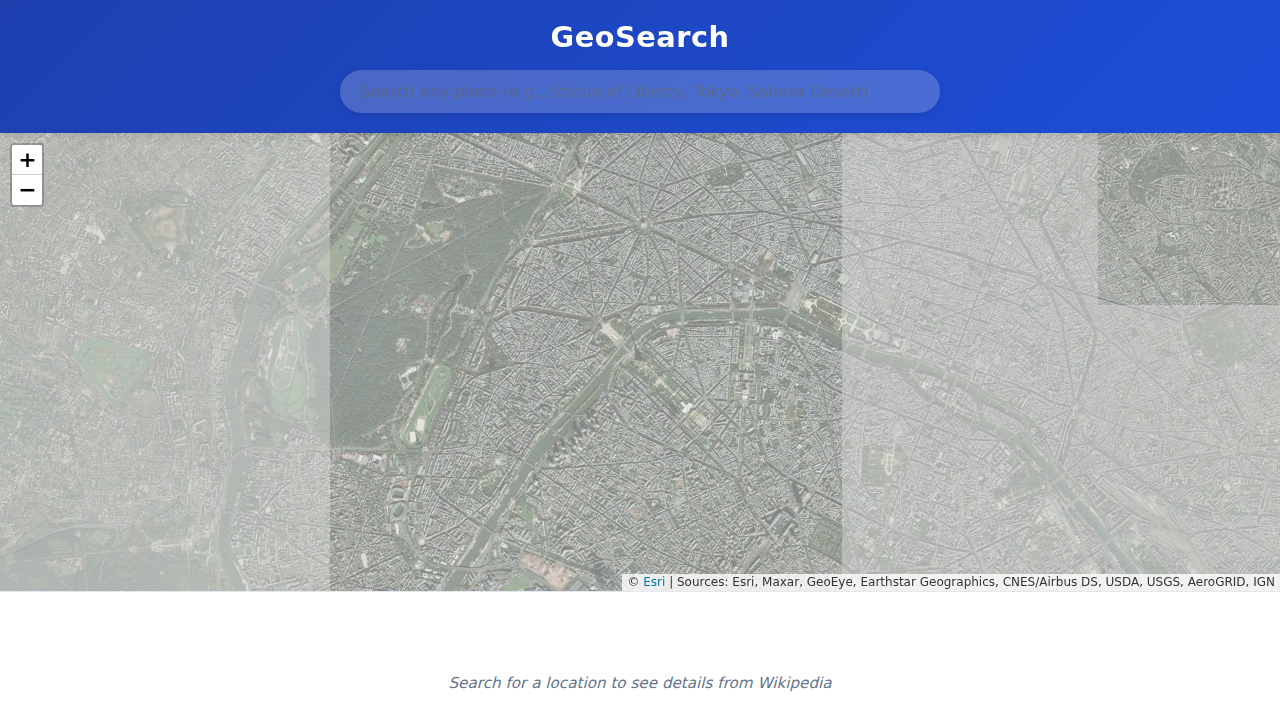 GeoSearch
Search any place (e.g., Statue of Liberty, Tokyo, Sahara Desert)
+
−
© Esri | Sources: Esri, Maxar, GeoEye, Earthstar Geographics, CNES/Airbus DS, USDA, USGS, AeroGRID, IGN
Search for a location to see details from Wikipedia